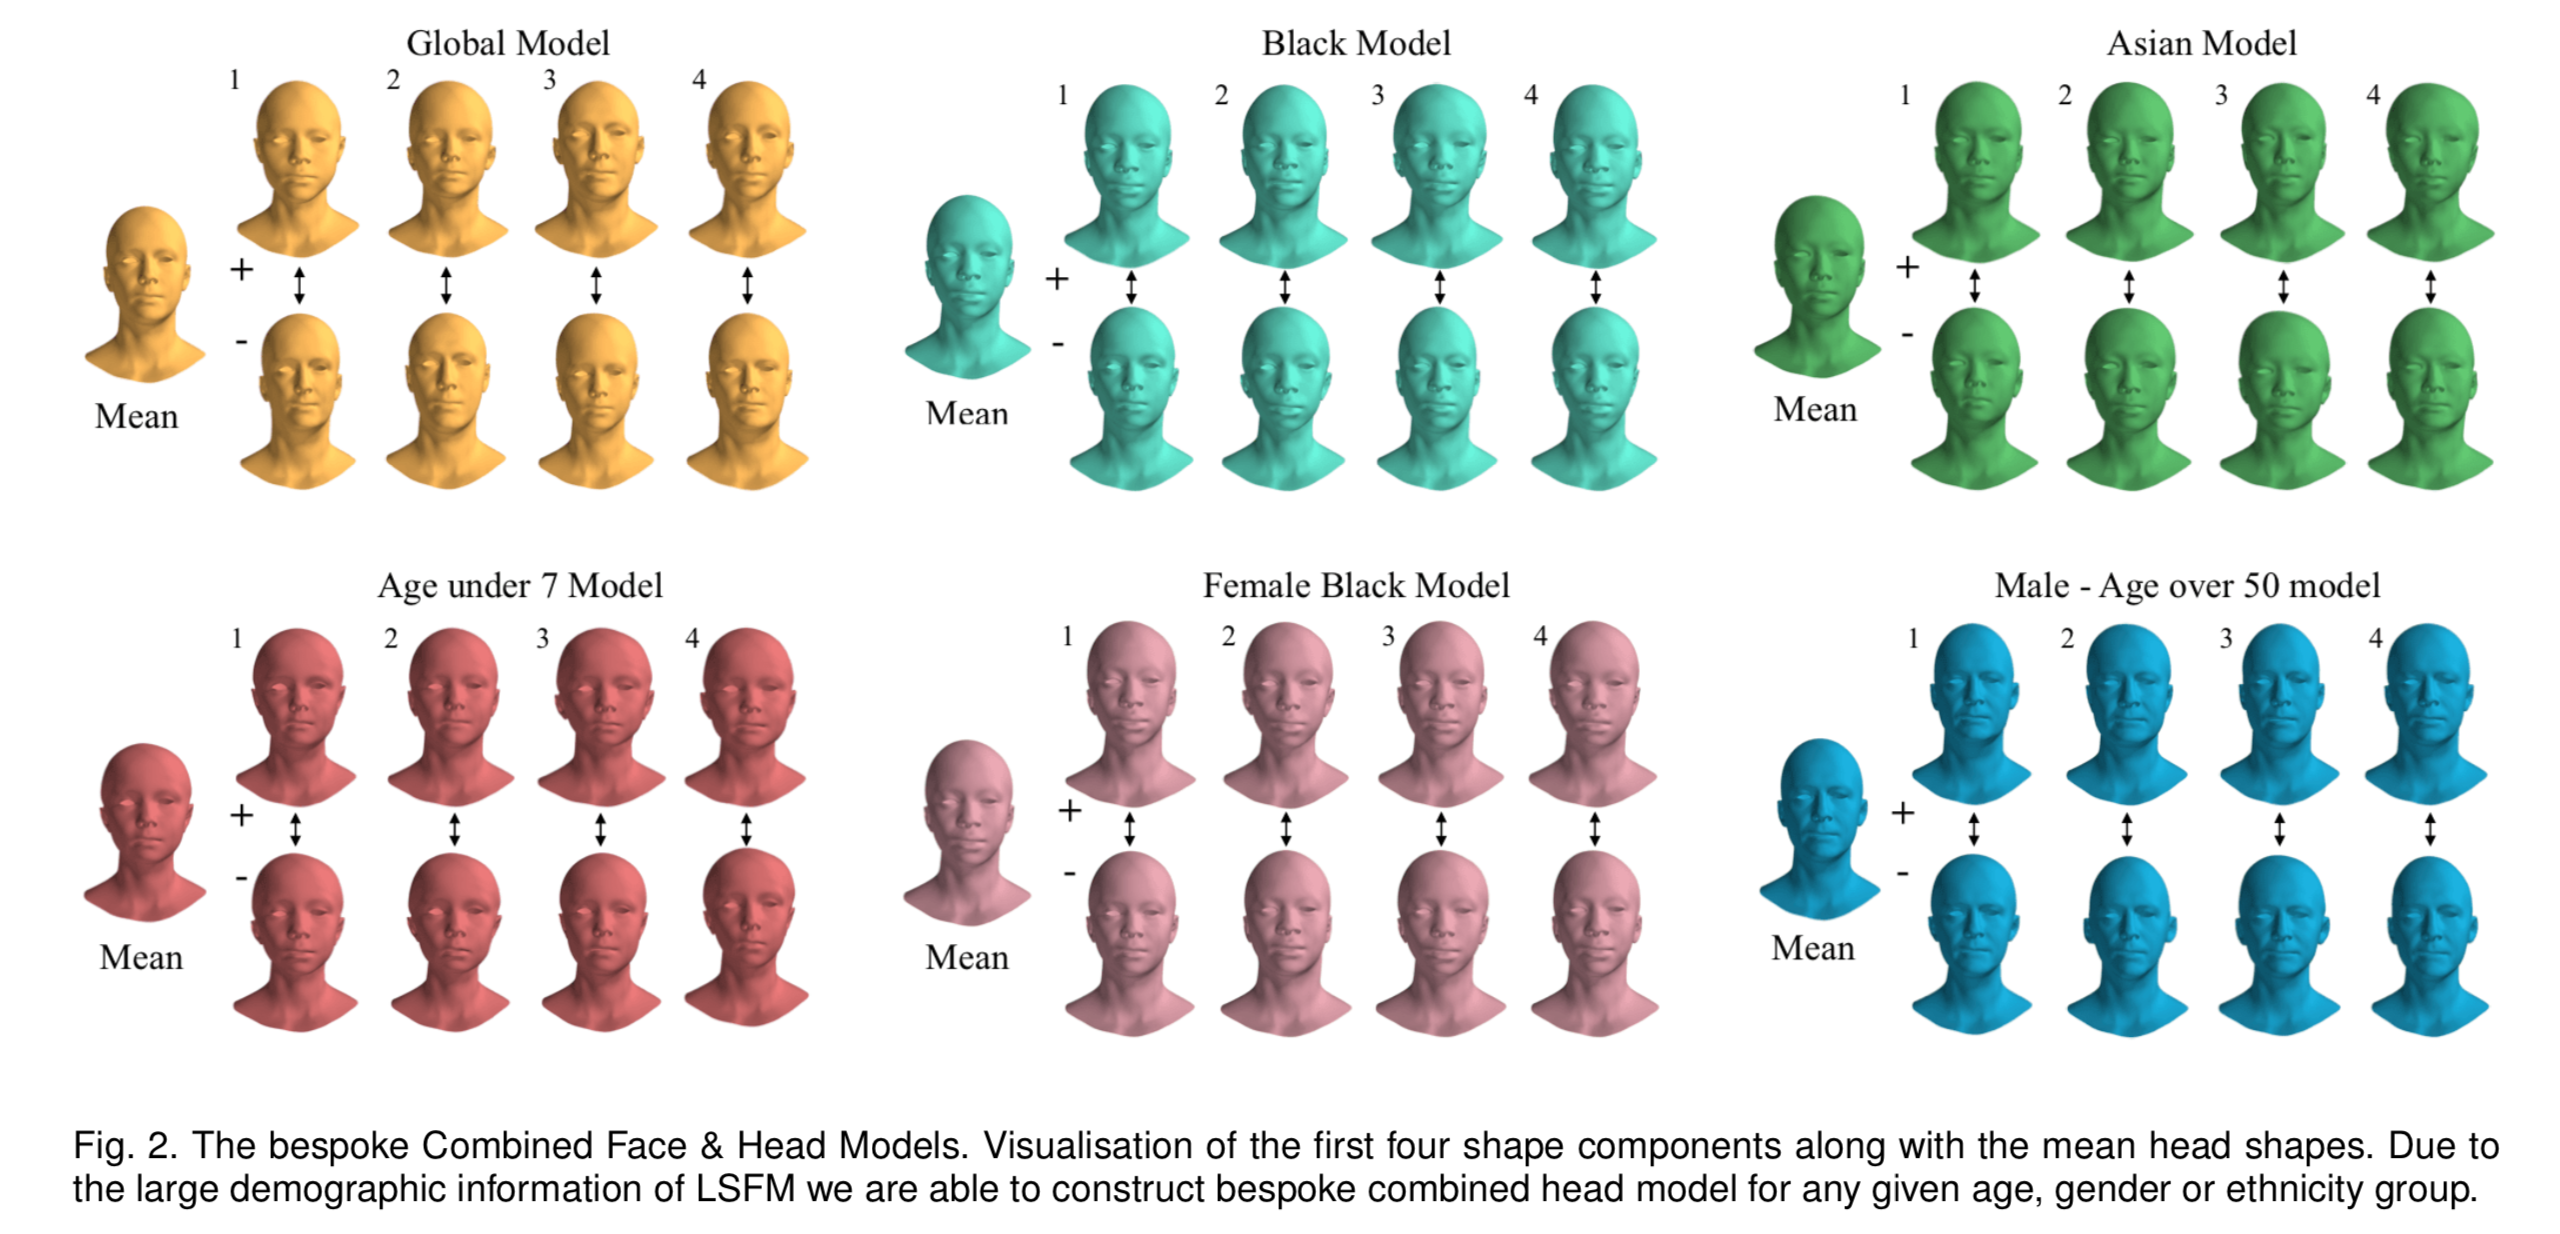 Global Model
1 2 3 4
+
-
Mean
Black Model
1 2 3 4
+
-
Mean
Asian Model
1 2 3 4
+
-
Mean
Age under 7 Model
1 2 3 4
+
-
Mean
Female Black Model
1 2 3 4
+
-
Mean
Male - Age over 50 model
1 2 3 4
+
-
Mean
Fig. 2. The bespoke Combined Face & Head Models. Visualisation of the first four shape components along with the mean head shapes. Due to
the large demographic information of LSFM we are able to construct bespoke combined head model for any given age, gender or ethnicity group.